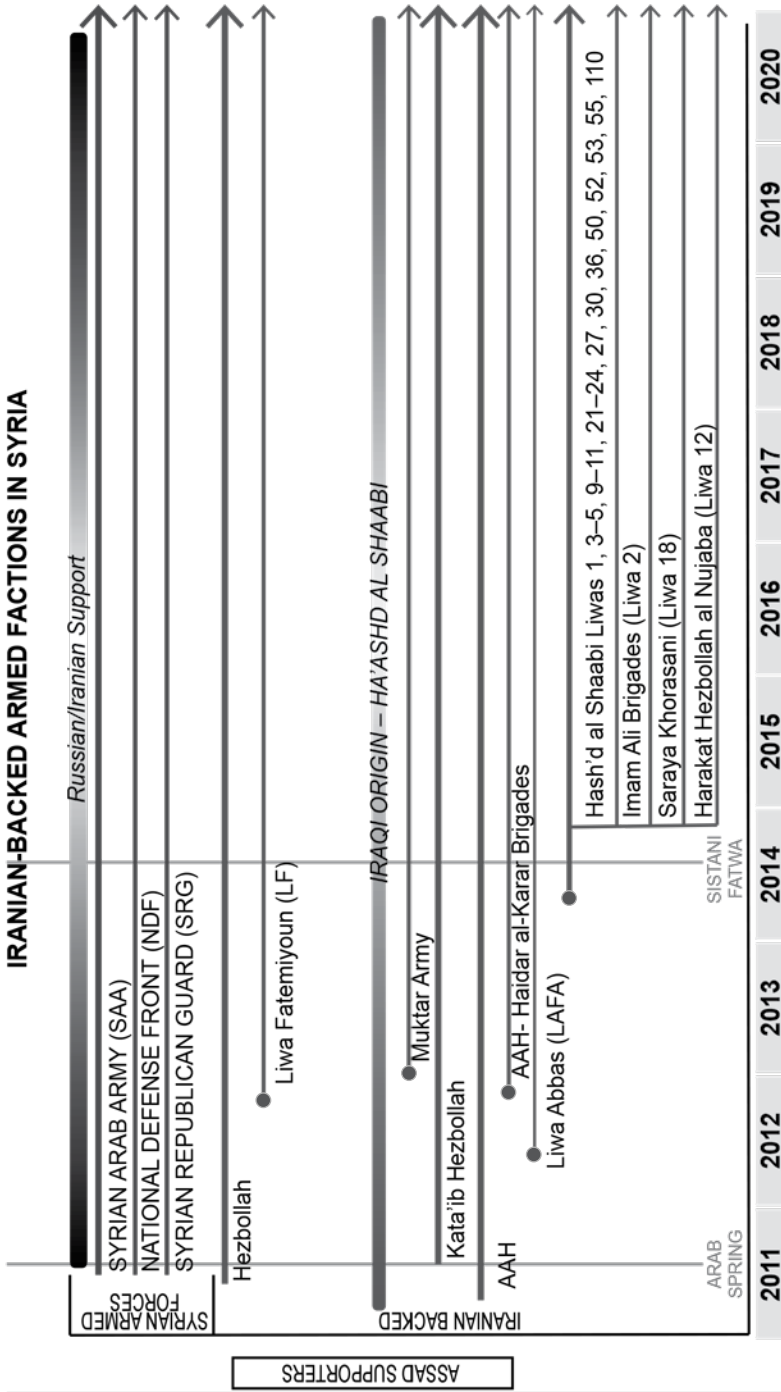 IRANIAN-BACKED ARMED FACTIONS IN SYRIA
ASSAD SUPPORTERS
SYRIAN ARMED
FORCES
Russian/Iranian Support
SYRIAN ARAB ARMY (SAA)
NATIONAL DEFENSE FRONT (NDF)
SYRIAN REPUBLICAN GUARD (SRG)
IRANIAN BACKED
Hezbollah
Liwa Fatemiyoun (LF)
IRAQI ORIGIN – HA'ASHD AL SHAABI
Muktar Army
Kata'ib Hezbollah
AAH
AAH- Haidar al-Karar Brigades
Liwa Abbas (LAFA)
Hash'd al Shaabi Liwas 1, 3–5, 9–11, 21–24, 27, 30, 36, 50, 52, 53, 55, 110
Imam Ali Brigades (Liwa 2)
Saraya Khorasani (Liwa 18)
Harakat Hezbollah al Nujaba (Liwa 12)
ARAB
SPRING
SISTANI
FATWA
2011 2012 2013 2014 2015 2016 2017 2018 2019 2020